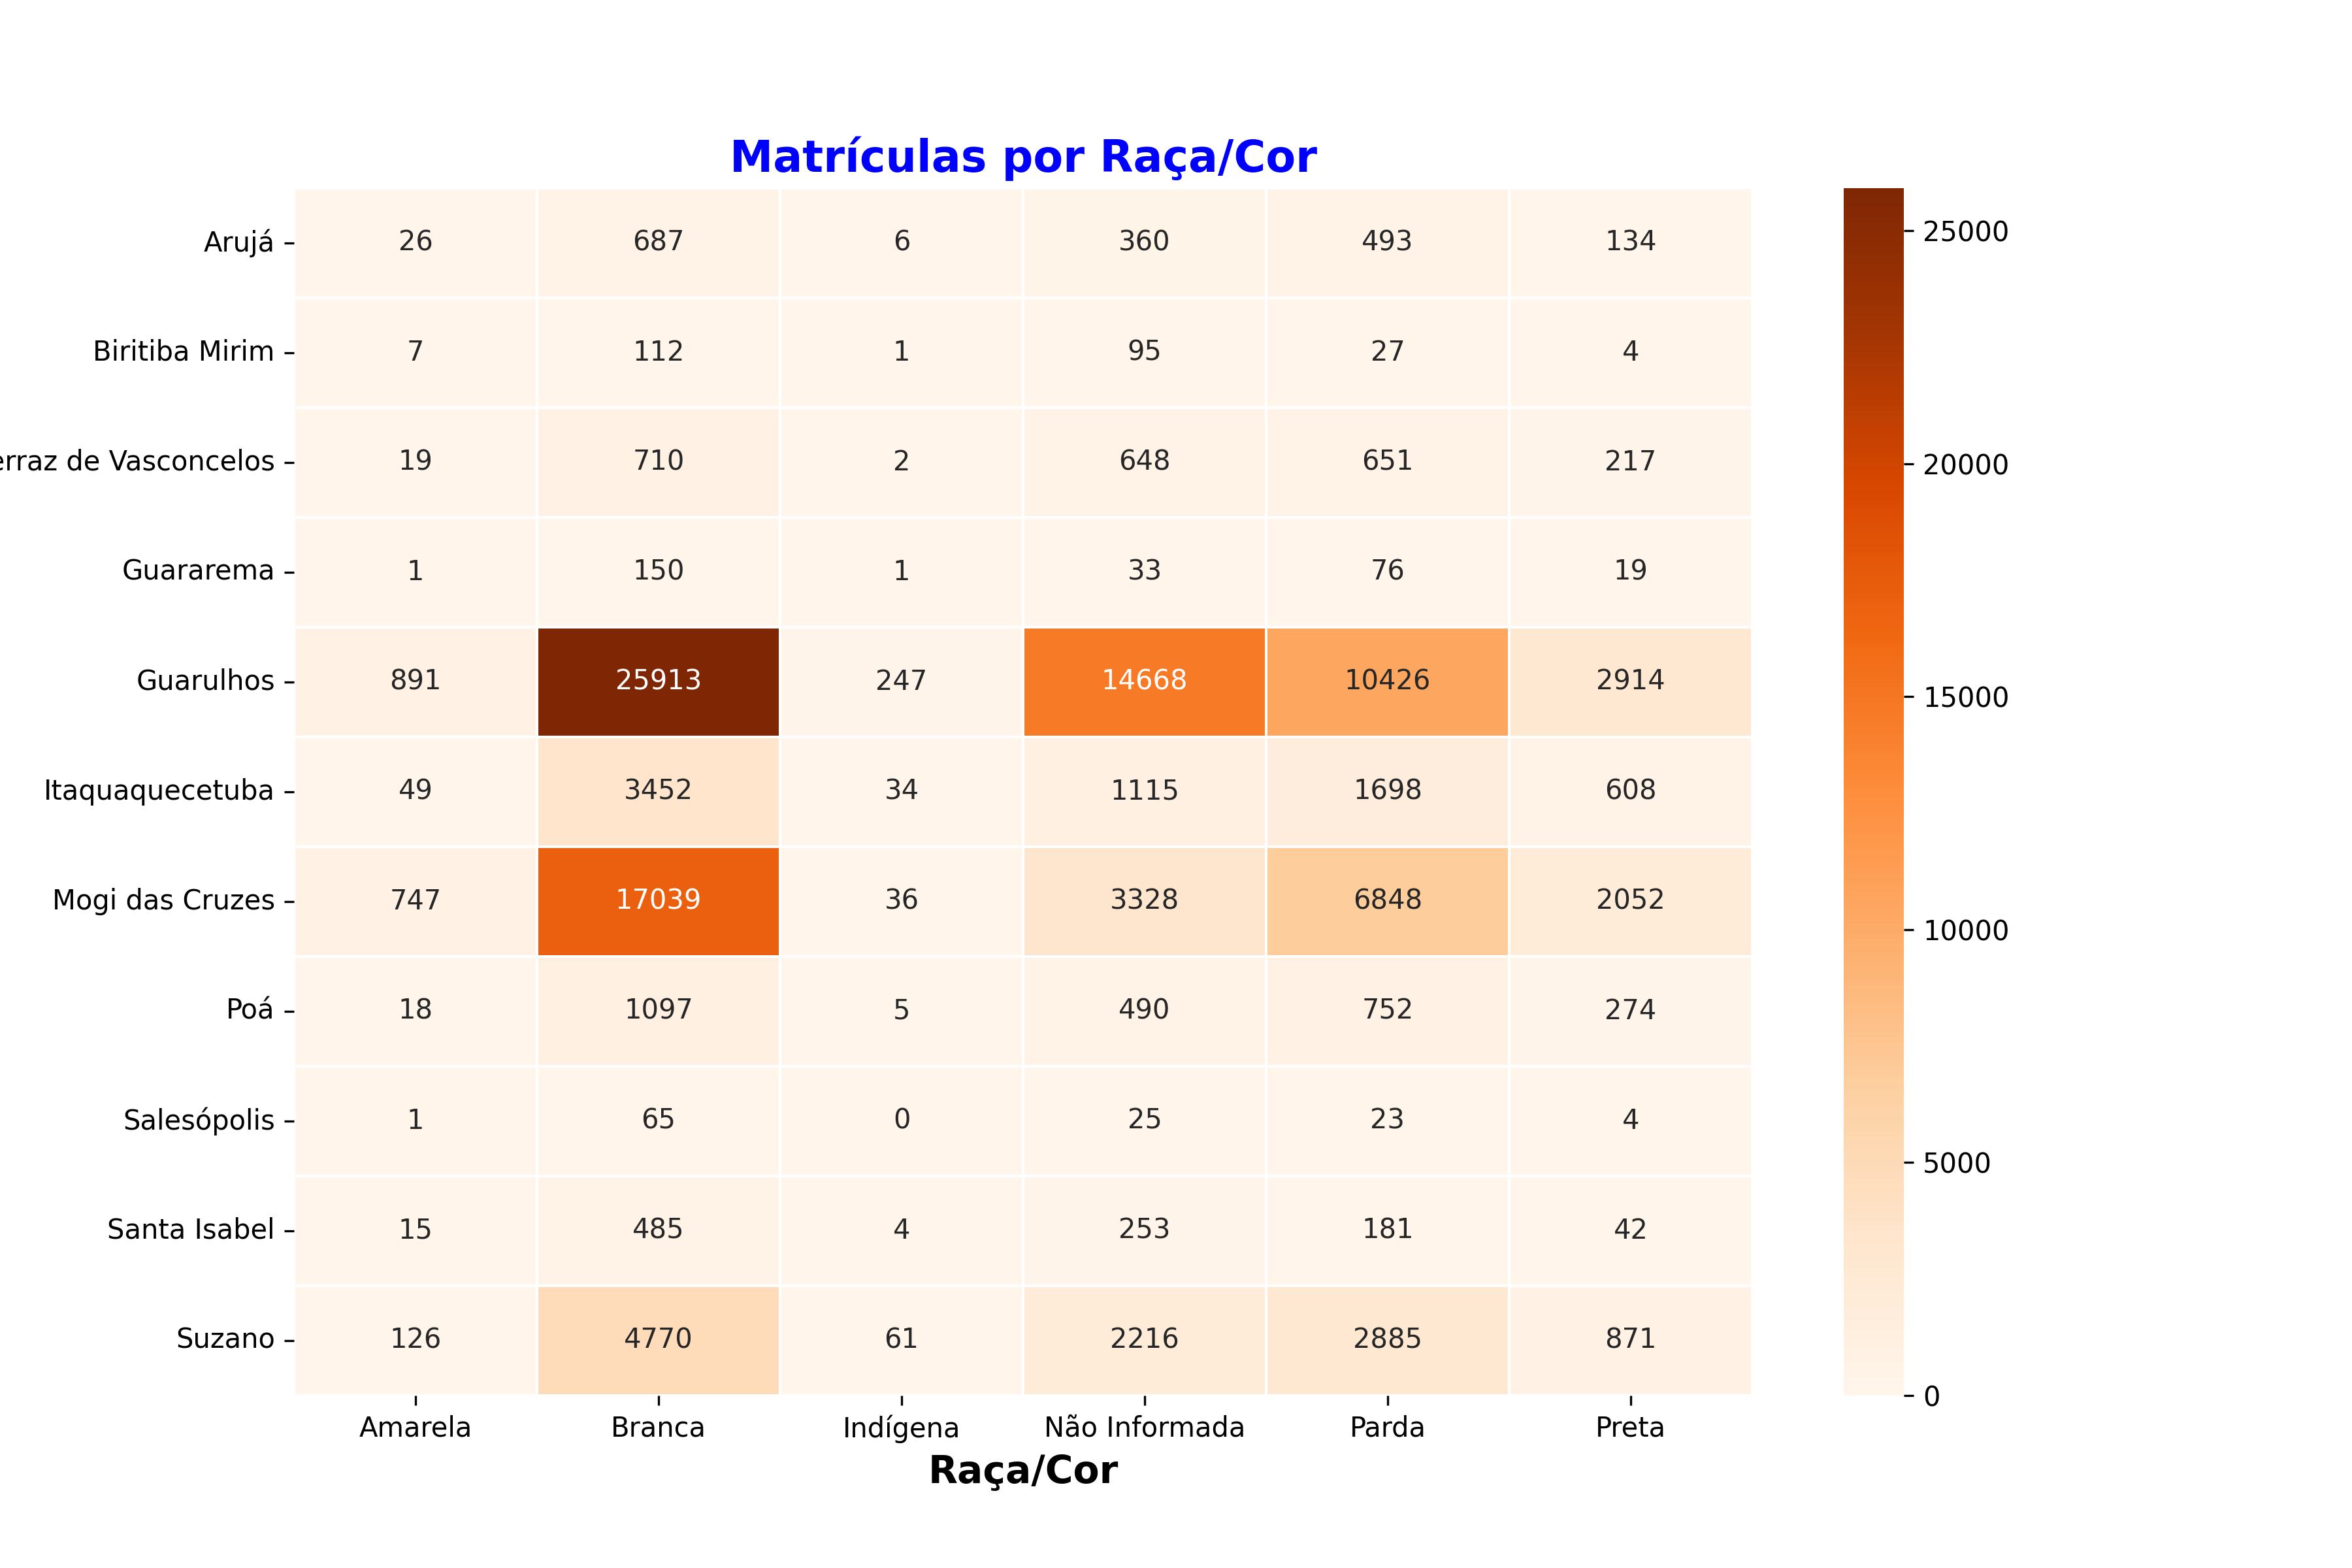 Matrículas por Raça/Cor
Arujá 26 687 6 360 493 134
Biritiba Mirim 7 112 1 95 27 4
erraz de Vasconcelos 19 710 2 648 651 217
Guararema 1 150 1 33 76 19
Guarulhos 891 25913 247 14668 10426 2914
Itaquaquecetuba 49 3452 34 1115 1698 608
Mogi das Cruzes 747 17039 36 3328 6848 2052
Poá 18 1097 5 490 752 274
Salesópolis 1 65 0 25 23 4
Santa Isabel 15 485 4 253 181 42
Suzano 126 4770 61 2216 2885 871
Amarela Branca Indígena Não Informada Parda Preta
Raça/Cor
25000
20000
15000
10000
5000
0